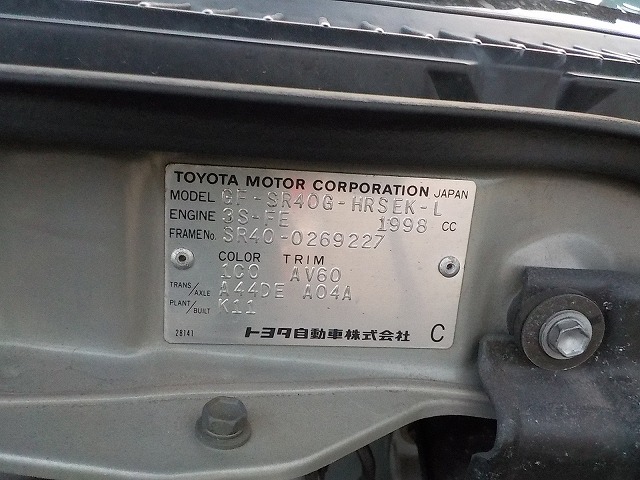 TOYOTA MOTOR CORPORATION JAPAN
MODEL GF-SR40G-HRSEK-L
ENGINE 3S-FE 1998 CC
FRAME No. SR40-0269227
COLOR TRIM
1C0 AV60
TRANS/AXLE A44DE A04A
PLANT/BUILT K11
28141 トヨタ自動車株式会社 C